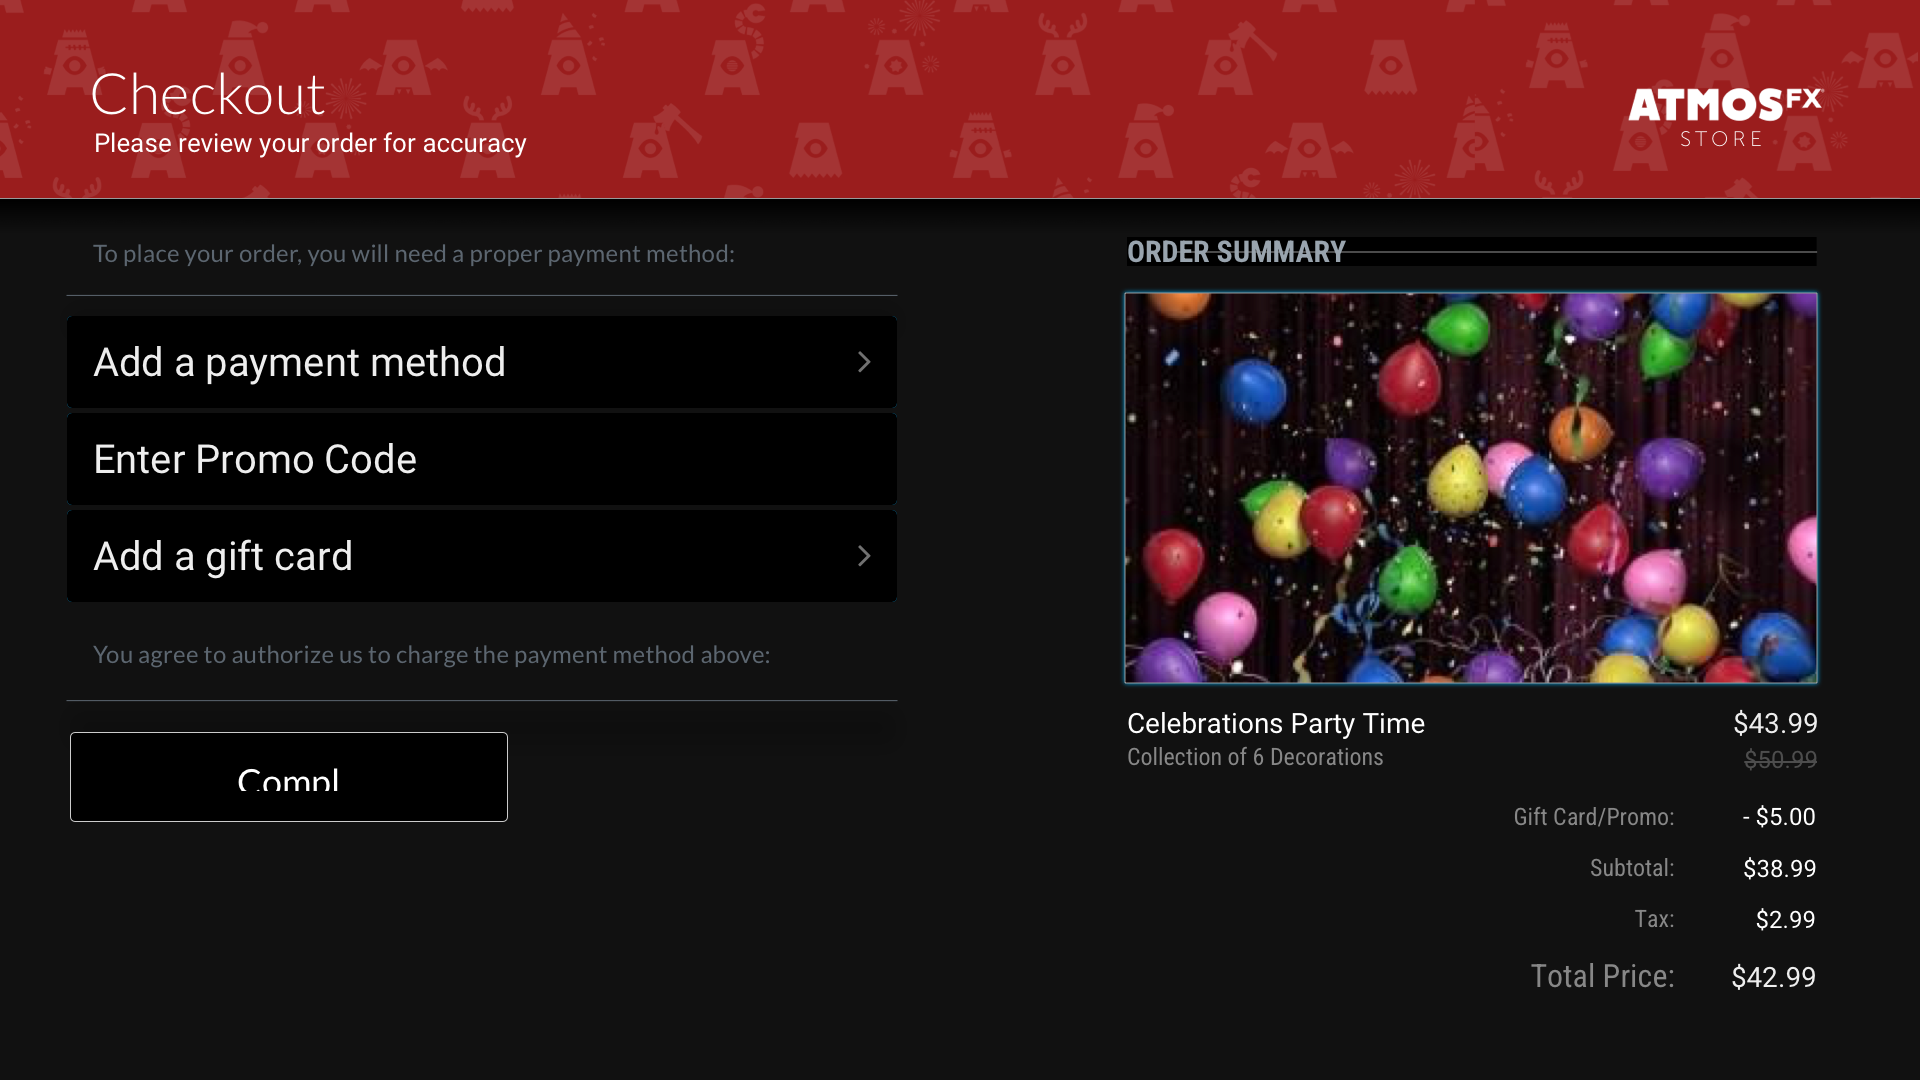 Checkout
Please review your order for accuracy
ATMOSFX
STORE
To place your order, you will need a proper payment method:
Add a payment method
Enter Promo Code
Add a gift card
You agree to authorize us to charge the payment method above:
Compl
ORDER SUMMARY
Celebrations Party Time $43.99
Collection of 6 Decorations $50.99
Gift Card/Promo: - $5.00
Subtotal: $38.99
Tax: $2.99
Total Price: $42.99